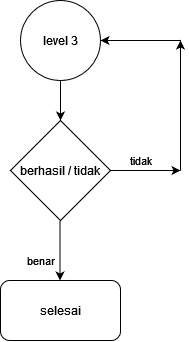 level 3
berhasil / tidak
tidak
benar
selesai